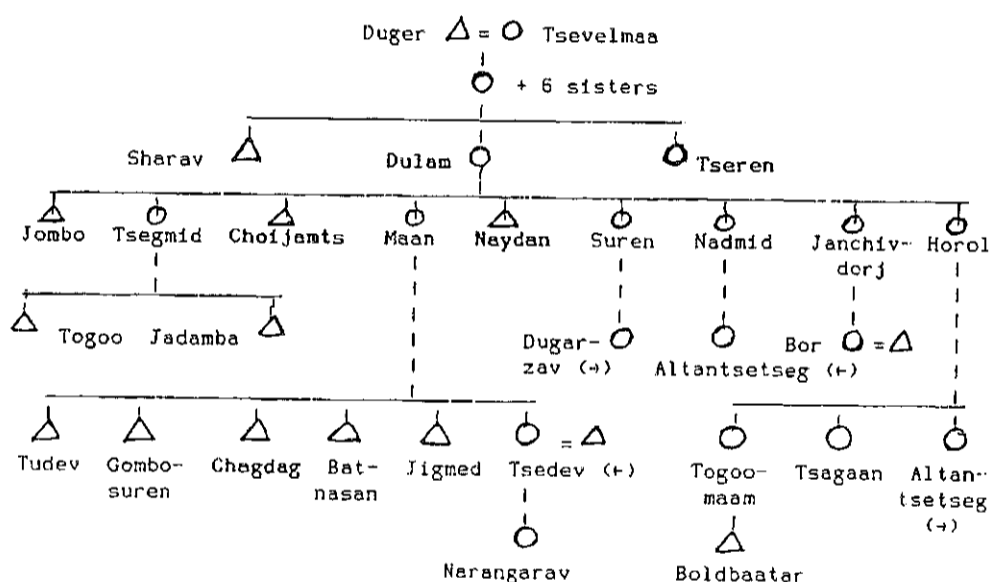 Duger = Tsevelmaa
+ 6 sisters
Sharav Dulam Tseren
Jombo Tsegmid Choijamts Maan Naydan Suren Nadmid Janchiv-
dorj Horol
Togoo Jadamba
Dugar-
zav (→) Altantsetseg (←) Bor =
Tudev Gombo-
suren Chagdag Bat-
nasan Jigmed Tsedev (←) = Togoo-
maam Tsagaan Altan-
tsetseg
(→)
Narangarav Boldbaatar